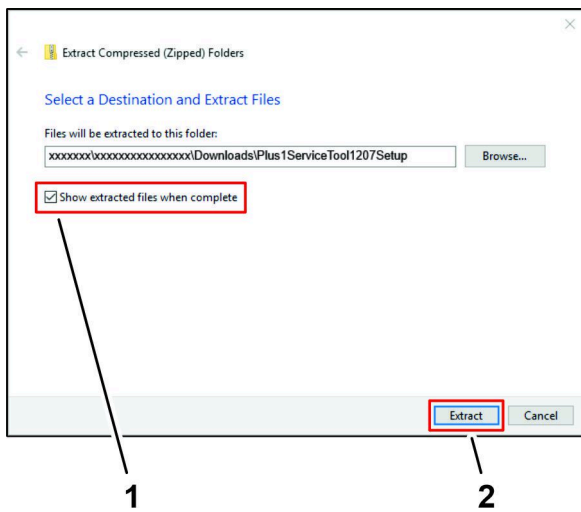 Extract Compressed (Zipped) Folders
Select a Destination and Extract Files
Files will be extracted to this folder:
xxxxxxx\xxxxxxxxxxxxxxxxx\Downloads\Plus1ServiceTool1207Setup
Browse...
Show extracted files when complete
Extract
Cancel
1
2